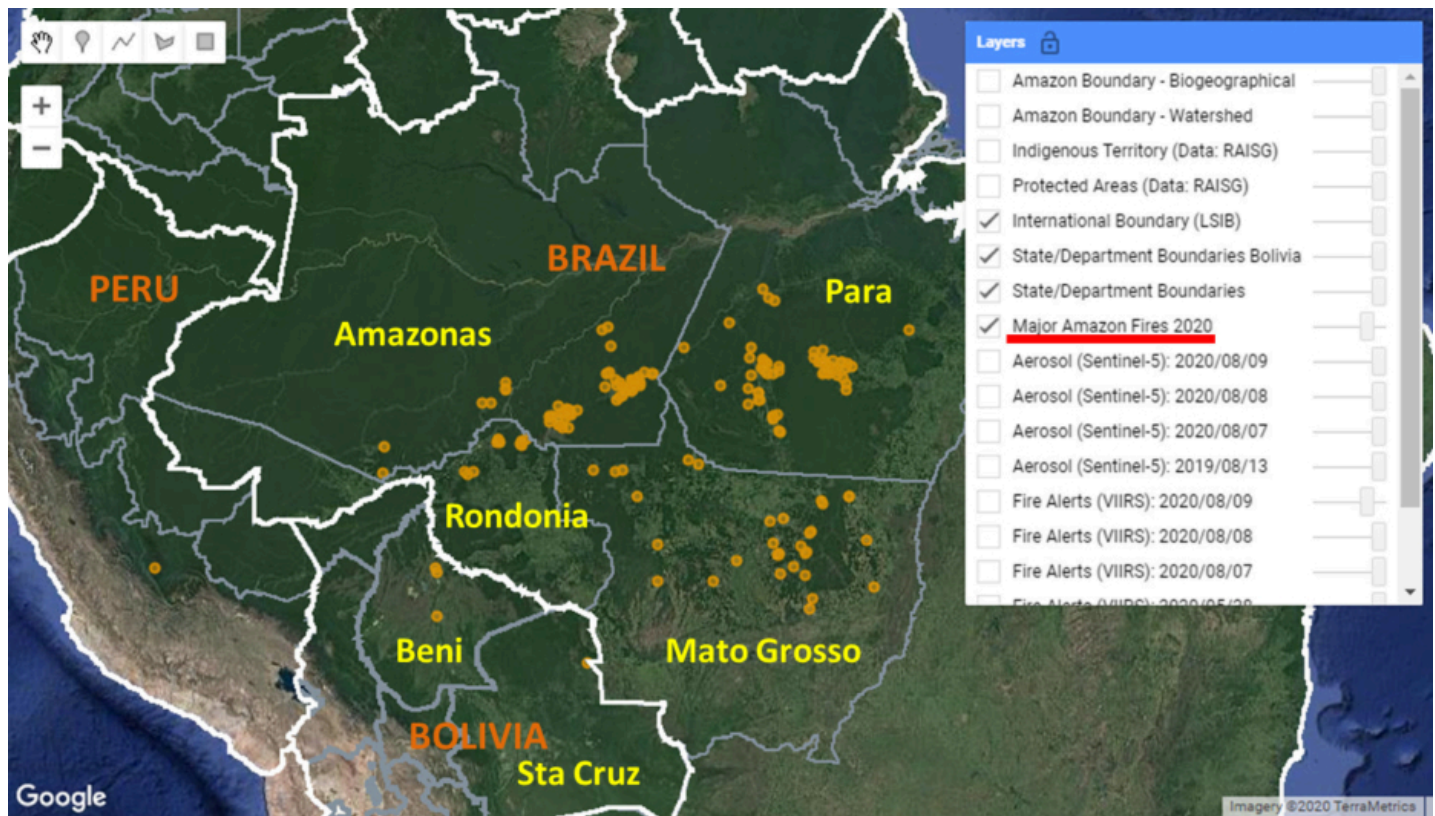 Layers
Amazon Boundary - Biogeographical
Amazon Boundary - Watershed
Indigenous Territory (Data: RAISG)
Protected Areas (Data: RAISG)
International Boundary (LSIB)
State/Department Boundaries Bolivia
State/Department Boundaries
Major Amazon Fires 2020
Aerosol (Sentinel-5): 2020/08/09
Aerosol (Sentinel-5): 2020/08/08
Aerosol (Sentinel-5): 2020/08/07
Aerosol (Sentinel-5): 2019/08/13
Fire Alerts (VIIRS): 2020/08/09
Fire Alerts (VIIRS): 2020/08/08
Fire Alerts (VIIRS): 2020/08/07
+
−
BRAZIL
PERU
Para
Amazonas
Rondonia
Beni
Mato Grosso
BOLIVIA
Sta Cruz
Google
Imagery ©2020 TerraMetrics